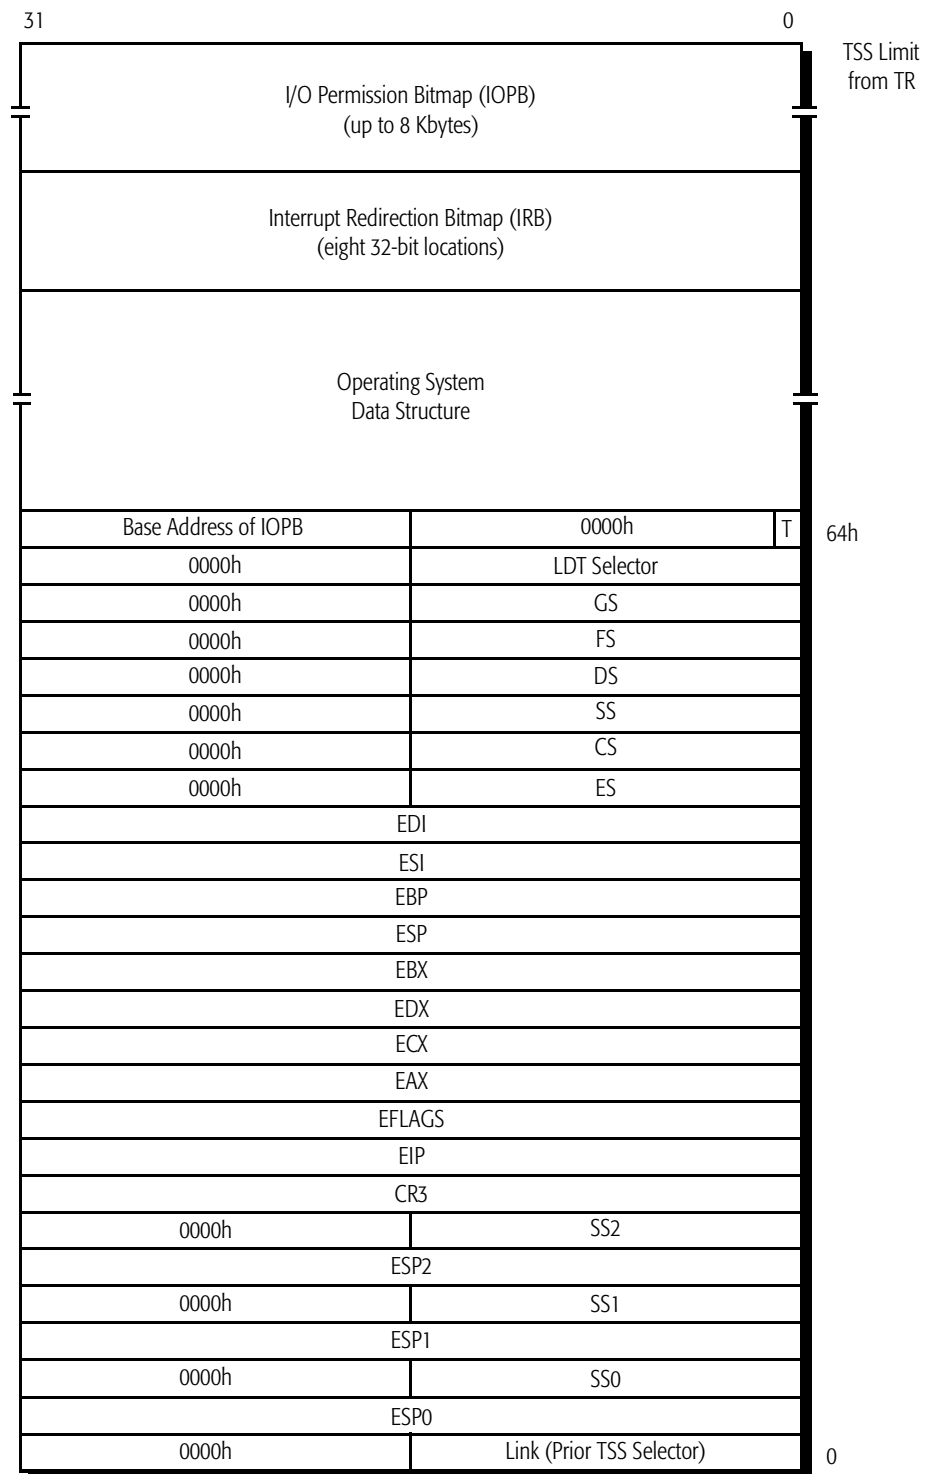 31 0
TSS Limit
from TR
I/O Permission Bitmap (IOPB)
(up to 8 Kbytes)
Interrupt Redirection Bitmap (IRB)
(eight 32-bit locations)
Operating System
Data Structure
Base Address of IOPB 0000h T 64h
0000h LDT Selector
0000h GS
0000h FS
0000h DS
0000h SS
0000h CS
0000h ES
EDI
ESI
EBP
ESP
EBX
EDX
ECX
EAX
EFLAGS
EIP
CR3
0000h SS2
ESP2
0000h SS1
ESP1
0000h SS0
ESP0
0000h Link (Prior TSS Selector) 0